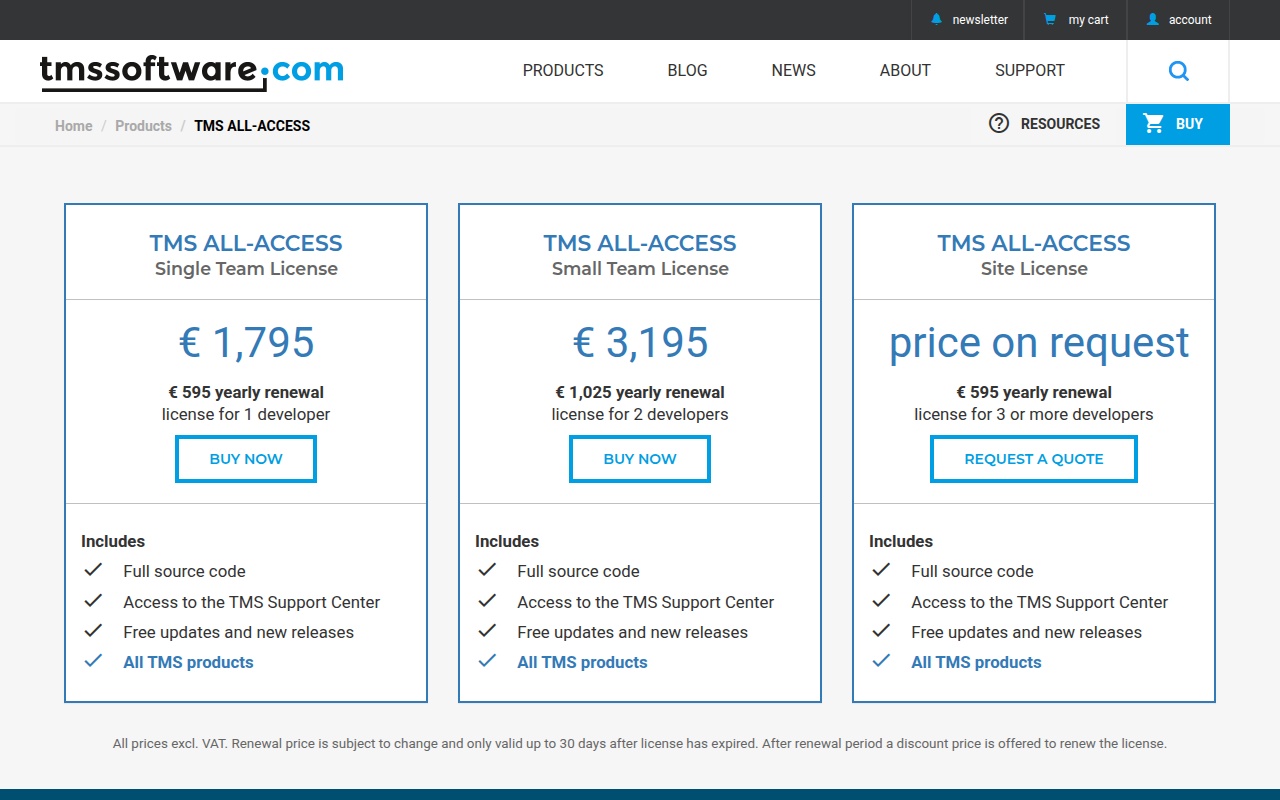 newsletter
my cart
account
tmssoftware.com
PRODUCTS
BLOG
NEWS
ABOUT
SUPPORT
Home / Products / TMS ALL-ACCESS
RESOURCES
BUY
TMS ALL-ACCESS
Single Team License
€ 1,795
€ 595 yearly renewal
license for 1 developer
BUY NOW
Includes
Full source code
Access to the TMS Support Center
Free updates and new releases
All TMS products
TMS ALL-ACCESS
Small Team License
€ 3,195
€ 1,025 yearly renewal
license for 2 developers
BUY NOW
Includes
Full source code
Access to the TMS Support Center
Free updates and new releases
All TMS products
TMS ALL-ACCESS
Site License
price on request
€ 595 yearly renewal
license for 3 or more developers
REQUEST A QUOTE
Includes
Full source code
Access to the TMS Support Center
Free updates and new releases
All TMS products
All prices excl. VAT. Renewal price is subject to change and only valid up to 30 days after license has expired. After renewal period a discount price is offered to renew the license.